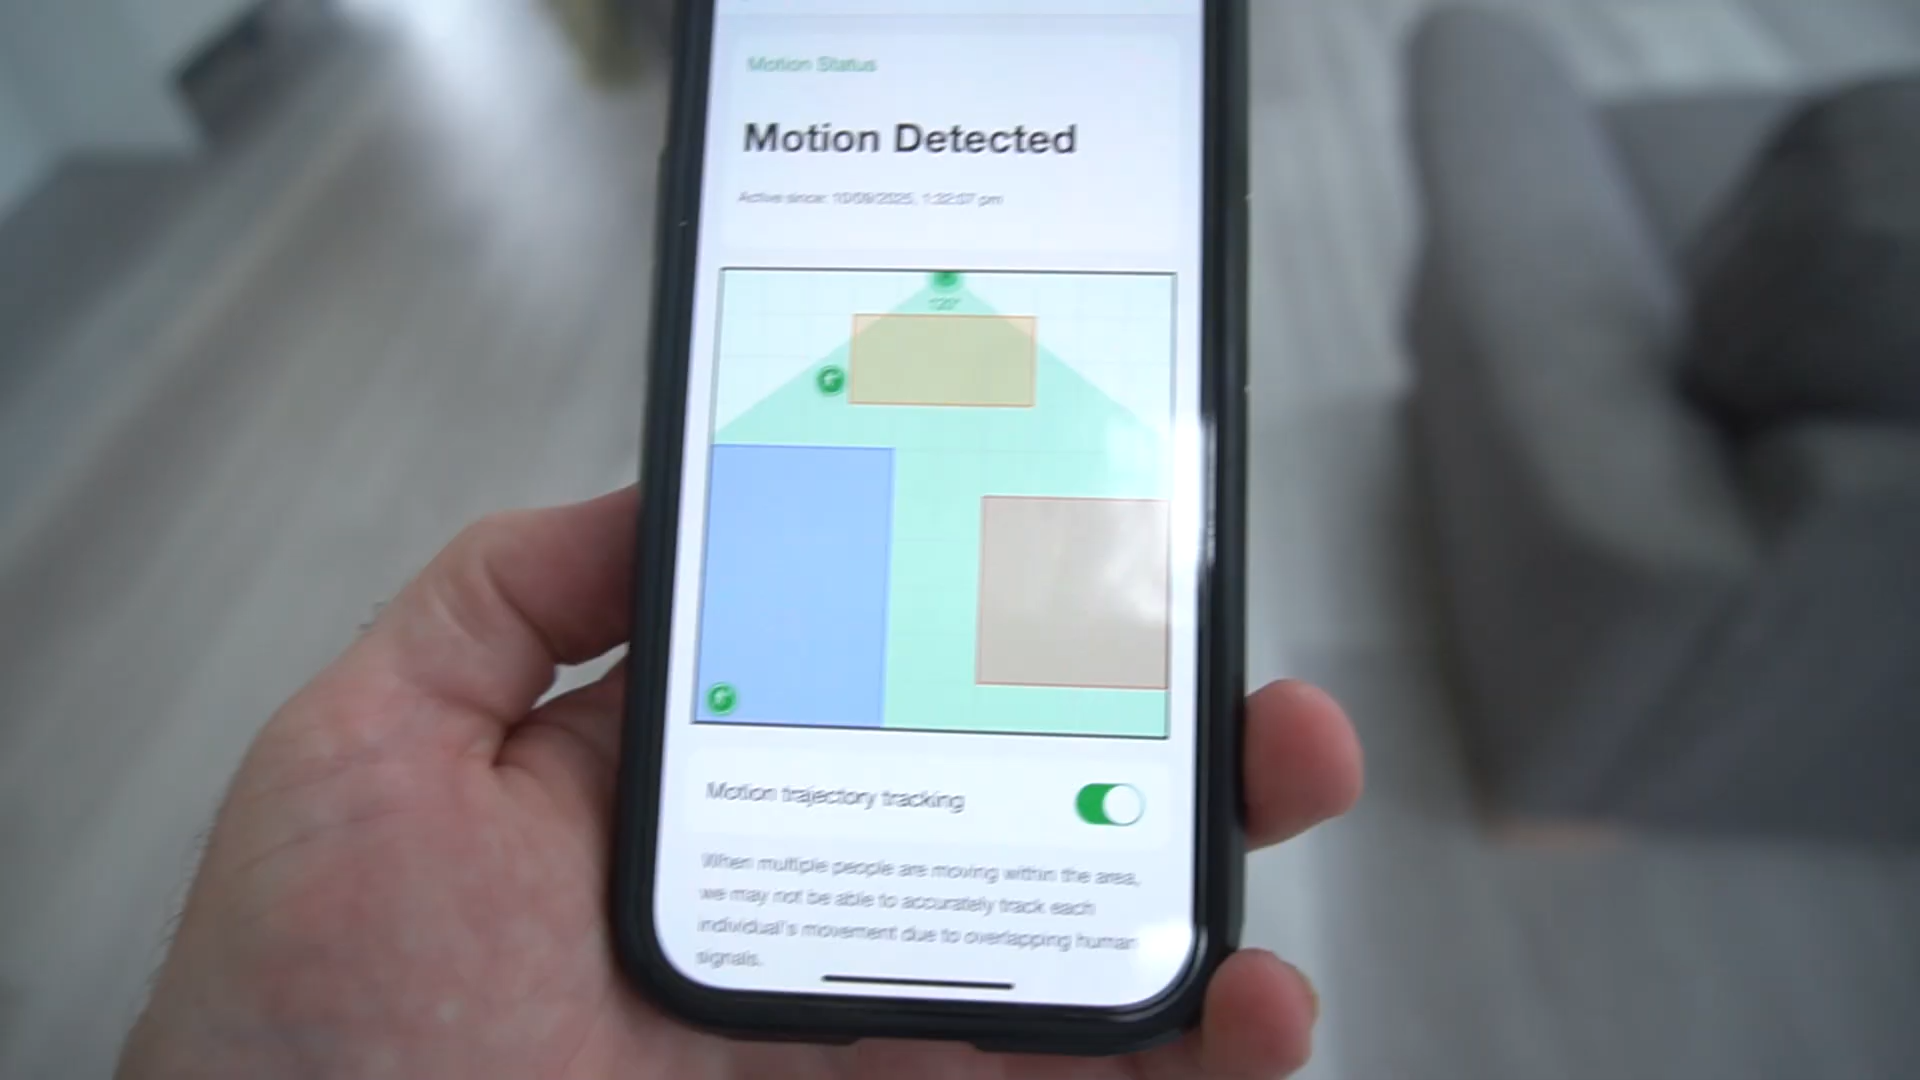 Motion Status
Motion Detected
Active since: 10/09/2025, 1:32:07 pm
120°
Motion trajectory tracking
When multiple people are moving within the area,
we may not be able to accurately track each
individual's movement due to overlapping human
signals.